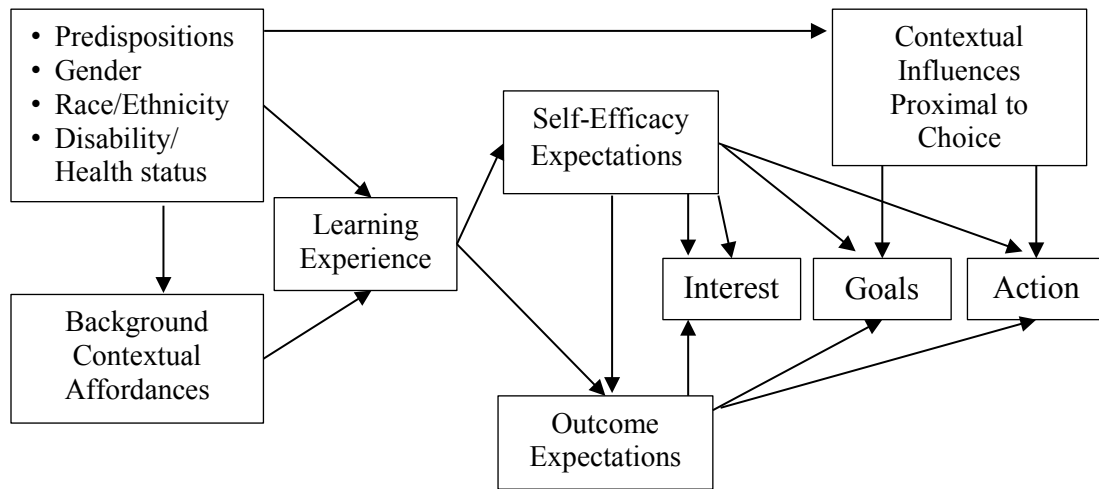 • Predispositions
• Gender
• Race/Ethnicity
• Disability/
Health status
Contextual
Influences
Proximal to
Choice
Self-Efficacy
Expectations
Learning
Experience
Interest
Goals
Action
Background
Contextual
Affordances
Outcome
Expectations